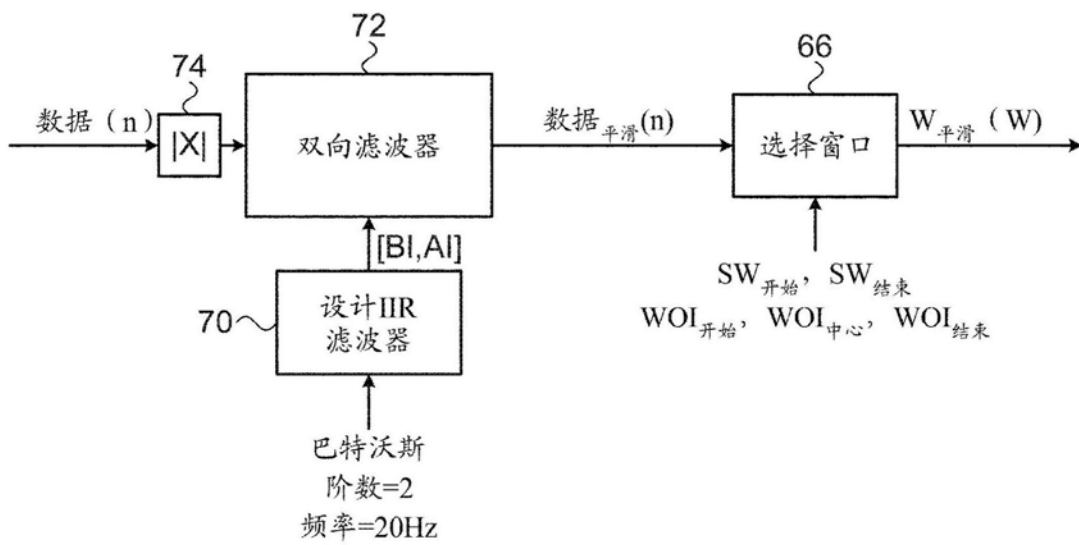 72
74
66
数据（n）
|X|
双向滤波器
数据平滑(n)
选择窗口
W平滑（W）
[BI,AI]
SW开始，SW结束
WOI开始，WOI中心，WOI结束
70
设计IIR
滤波器
巴特沃斯
阶数=2
频率=20Hz